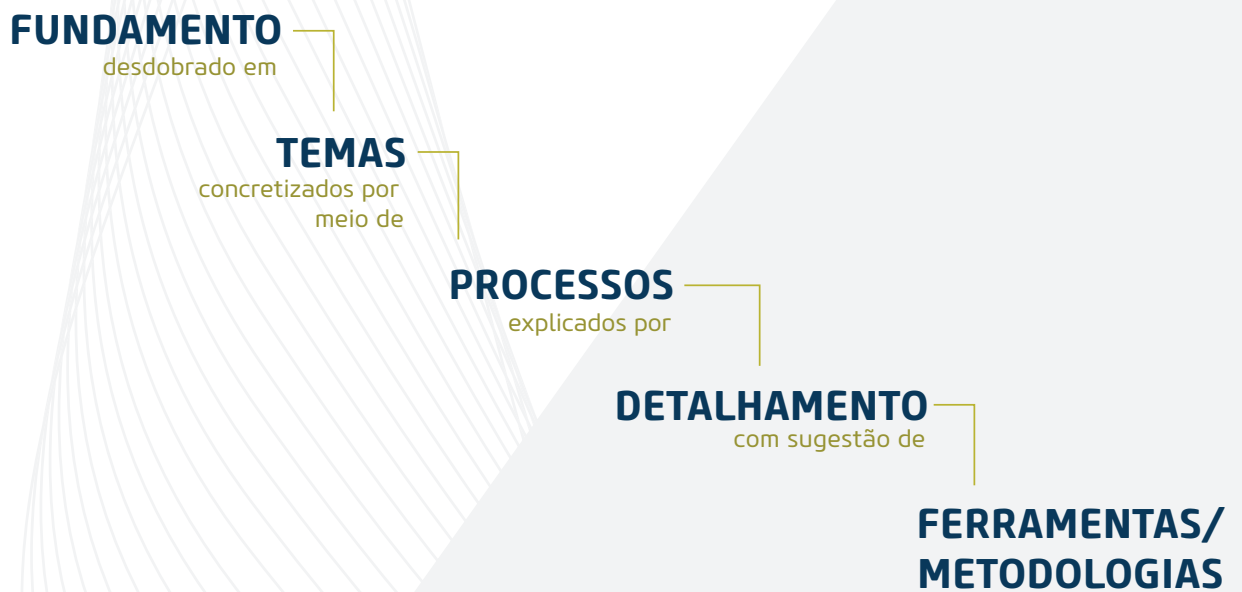 FUNDAMENTO
desdobrado em
TEMAS
concretizados por
meio de
PROCESSOS
explicados por
DETALHAMENTO
com sugestão de
FERRAMENTAS/
METODOLOGIAS